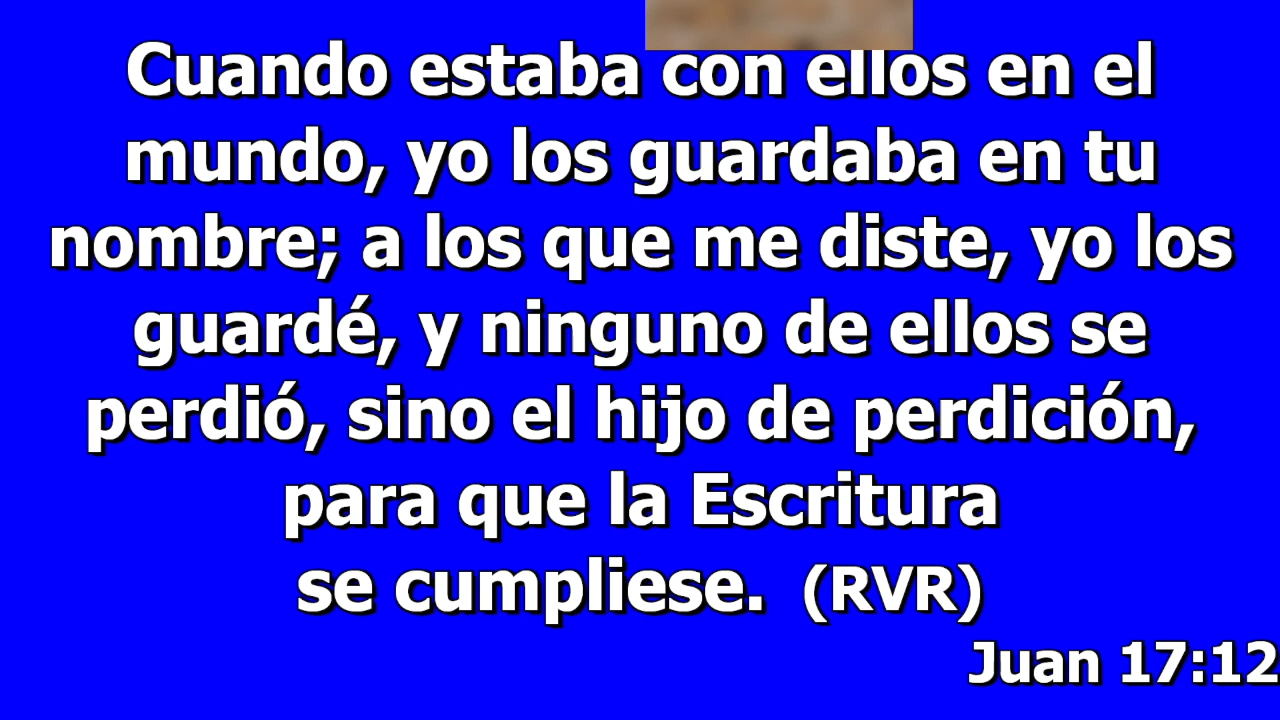 Cuando estaba con ellos en el
mundo, yo los guardaba en tu
nombre; a los que me diste, yo los
guardé, y ninguno de ellos se
perdió, sino el hijo de perdición,
para que la Escritura
se cumpliese. (RVR)
Juan 17:12